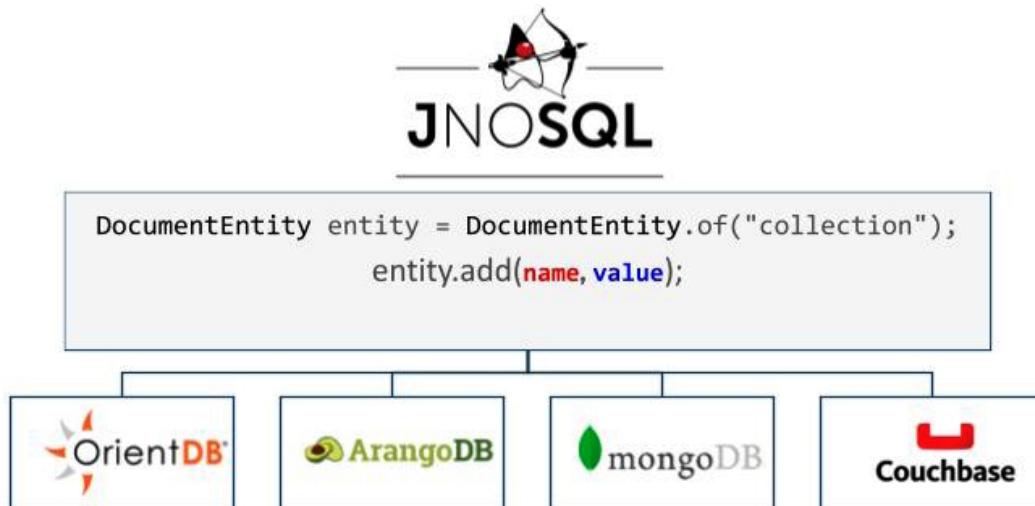 JNOSQL
DocumentEntity entity = DocumentEntity.of("collection");
entity.add(name, value);
OrientDB®
ArangoDB
mongoDB
Couchbase